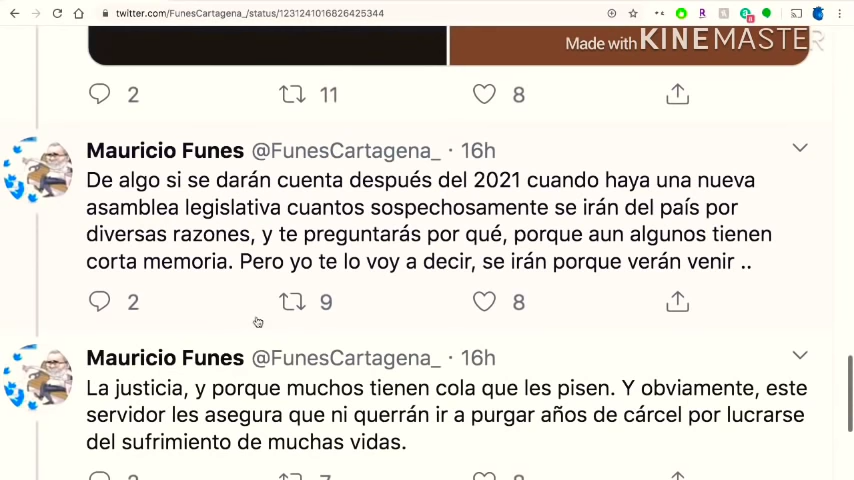 twitter.com/FunesCartagena_/status/1231241016826425344
Made with KINEMASTER
2 11 8
Mauricio Funes @FunesCartagena_ · 16h
De algo si se darán cuenta después del 2021 cuando haya una nueva
asamblea legislativa cuantos sospechosamente se irán del país por
diversas razones, y te preguntarás por qué, porque aun algunos tienen
corta memoria. Pero yo te lo voy a decir, se irán porque verán venir ..
2 9 8
Mauricio Funes @FunesCartagena_ · 16h
La justicia, y porque muchos tienen cola que les pisen. Y obviamente, este
servidor les asegura que ni querrán ir a purgar años de cárcel por lucrarse
del sufrimiento de muchas vidas.